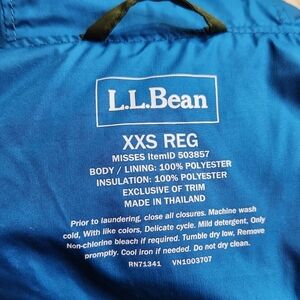 L.L.Bean
XXS REG
MISSES ItemID 503857
BODY / LINING: 100% POLYESTER
INSULATION: 100% POLYESTER
EXCLUSIVE OF TRIM
MADE IN THAILAND
Prior to laundering, close all closures. Machine wash
cold, With like colors, Delicate cycle. Mild detergent, Only
Non-chlorine bleach if required. Tumble dry low. Remove
promptly. Cool iron if needed. Do not dry clean.
RN71341 VN1003707